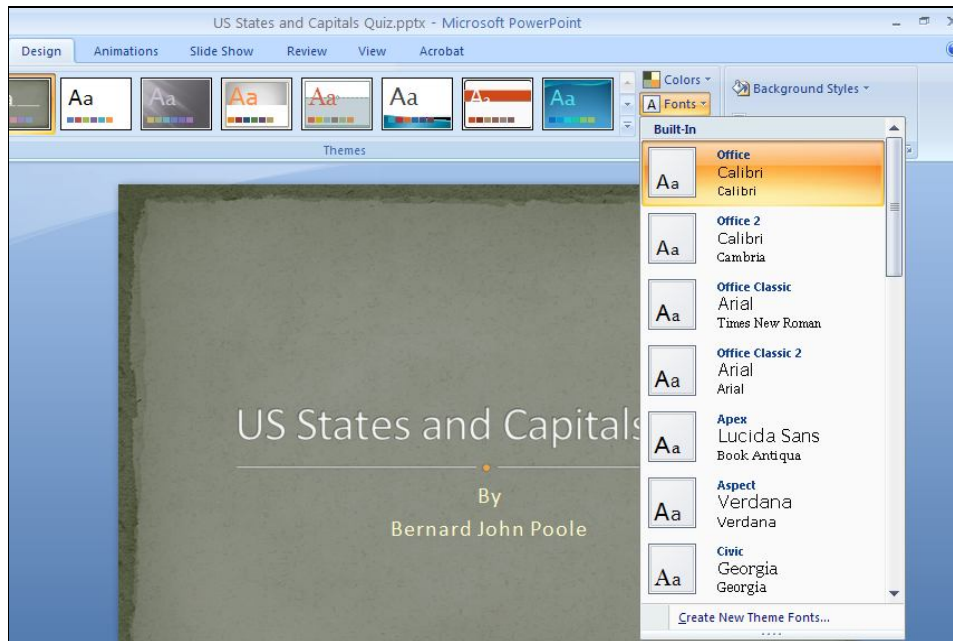 US States and Capitals Quiz.pptx - Microsoft PowerPoint
Design Animations Slide Show Review View Acrobat
Aa Aa Aa Aa Aa Aa Aa
Colors
Fonts
Background Styles
Themes
Built-In
Aa
Office
Calibri
Calibri
Aa
Office 2
Calibri
Cambria
Aa
Office Classic
Arial
Times New Roman
Aa
Office Classic 2
Arial
Arial
Aa
Apex
Lucida Sans
Book Antiqua
Aa
Aspect
Verdana
Verdana
Aa
Civic
Georgia
Georgia
Create New Theme Fonts...
US States and Capitals
By
Bernard John Poole